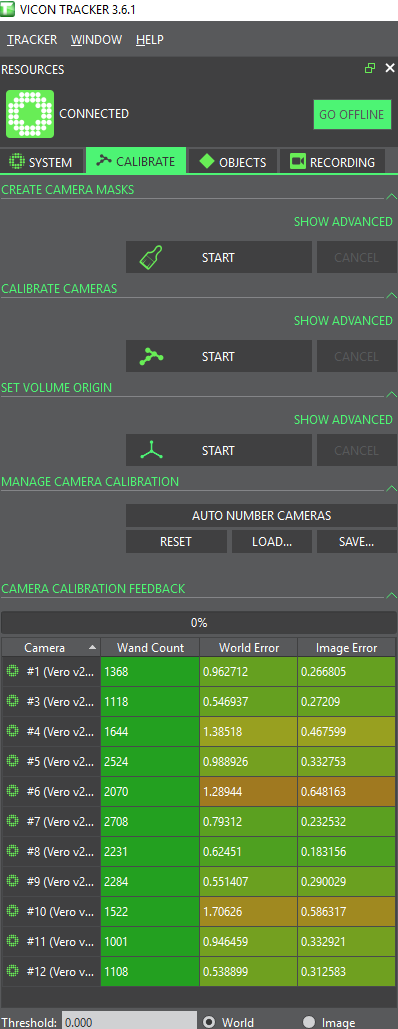 VICON TRACKER 3.6.1
TRACKER WINDOW HELP
RESOURCES
CONNECTED
GO OFFLINE
SYSTEM CALIBRATE OBJECTS RECORDING
CREATE CAMERA MASKS
SHOW ADVANCED
START CANCEL
CALIBRATE CAMERAS
SHOW ADVANCED
START CANCEL
SET VOLUME ORIGIN
SHOW ADVANCED
START CANCEL
MANAGE CAMERA CALIBRATION
AUTO NUMBER CAMERAS
RESET LOAD... SAVE...
CAMERA CALIBRATION FEEDBACK
0%
Camera Wand Count World Error Image Error
#1 (Vero v2... 1368 0.962712 0.266805
#3 (Vero v2... 1118 0.546937 0.27209
#4 (Vero v2... 1644 1.38518 0.467599
#5 (Vero v2... 2524 0.988926 0.332753
#6 (Vero v2... 2070 1.28944 0.648163
#7 (Vero v2... 2708 0.79312 0.232532
#8 (Vero v2... 2231 0.62451 0.183156
#9 (Vero v2... 2284 0.551407 0.290029
#10 (Vero v... 1522 1.70626 0.586317
#11 (Vero v... 1001 0.946459 0.332921
#12 (Vero v... 1108 0.538899 0.312583
Threshold: 0.000 World Image